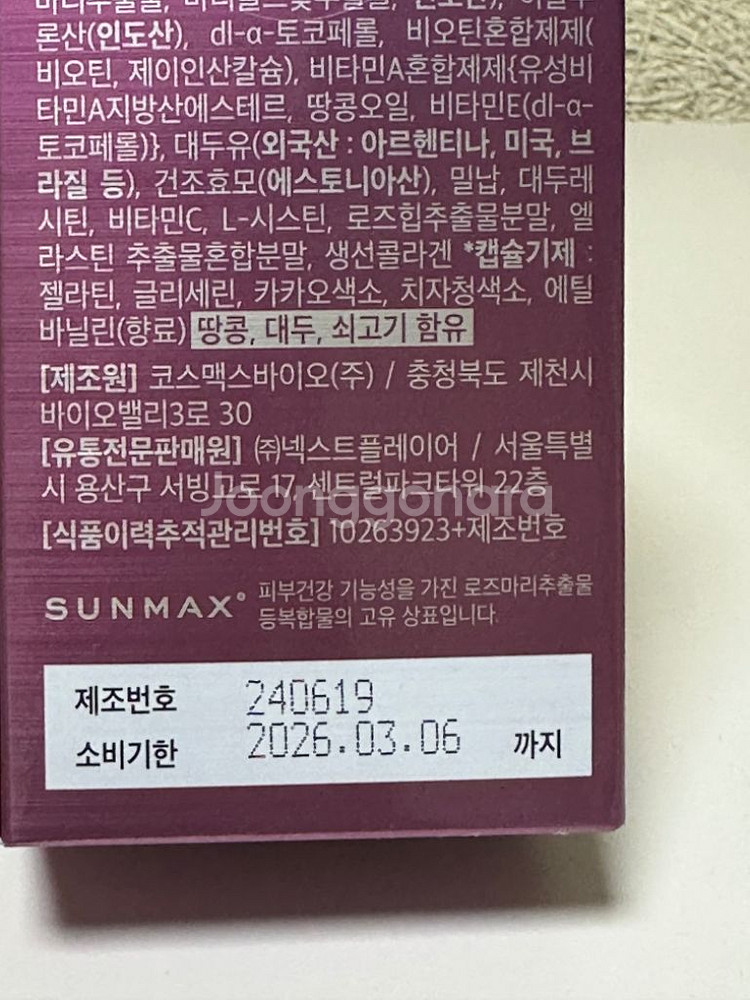 론산(인도산), dl-α-토코페롤, 비오틴혼합제제(
비오틴, 제이인산칼슘), 비타민A혼합제제{유성비
타민A지방산에스테르, 땅콩오일, 비타민E(dl-α-
토코페롤)}, 대두유(외국산 : 아르헨티나, 미국, 브
라질 등), 건조효모(에스토니아산), 밀납, 대두레
시틴, 비타민C, L-시스틴, 로즈힙추출물분말, 엘
라스틴 추출물혼합분말, 생선콜라겐 *캡슐기제 :
젤라틴, 글리세린, 카카오색소, 치자청색소, 에틸
바닐린(향료) 땅콩, 대두, 쇠고기 함유
[제조원] 코스맥스바이오(주) / 충청북도 제천시
바이오밸리3로 30
[유통전문판매원] ㈜넥스트플레이어 / 서울특별
시 용산구 서빙고로 17, 센트럴파크타워 22층
Joonggonara
[식품이력추적관리번호] 10263923+제조번호
SUNMAX® 피부건강 기능성을 가진 로즈마리추출물
등복합물의 고유 상표입니다.
제조번호 240619
소비기한 2026.03.06 까지